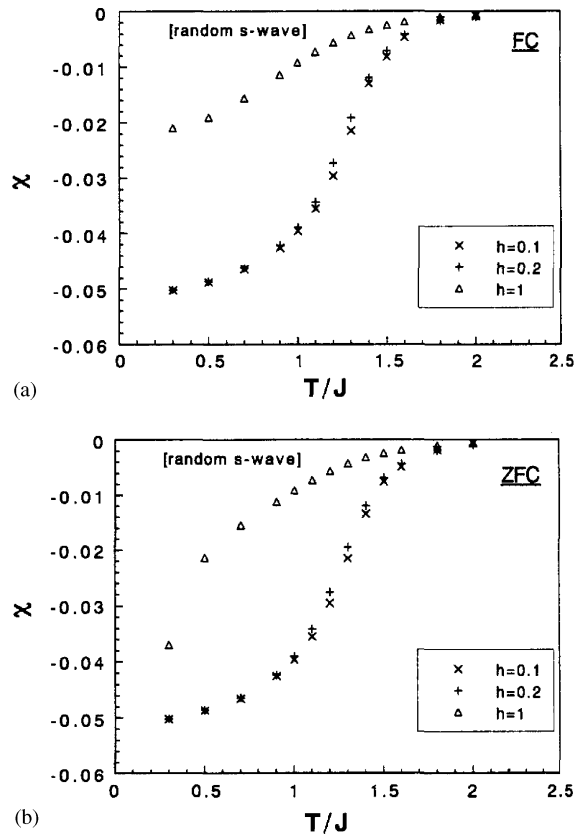 [random s-wave]
FC
0
-0.01
-0.02
-0.03
-0.04
-0.05
-0.06
χ
× h=0.1
+ h=0.2
△ h=1
0 0.5 1 1.5 2 2.5
T/J
(a)
[random s-wave]
ZFC
0
-0.01
-0.02
-0.03
-0.04
-0.05
-0.06
χ
× h=0.1
+ h=0.2
△ h=1
0 0.5 1 1.5 2 2.5
T/J
(b)